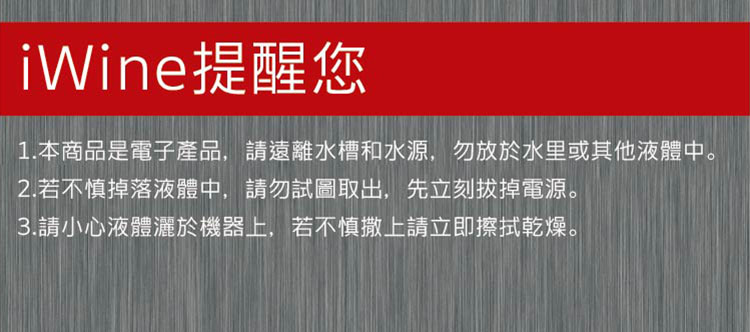 iWine提醒您
1.本商品是電子產品，請遠離水槽和水源，勿放於水里或其他液體中。
2.若不慎掉落液體中，請勿試圖取出，先立刻拔掉電源。
3.請小心液體灑於機器上，若不慎撒上請立即擦拭乾燥。